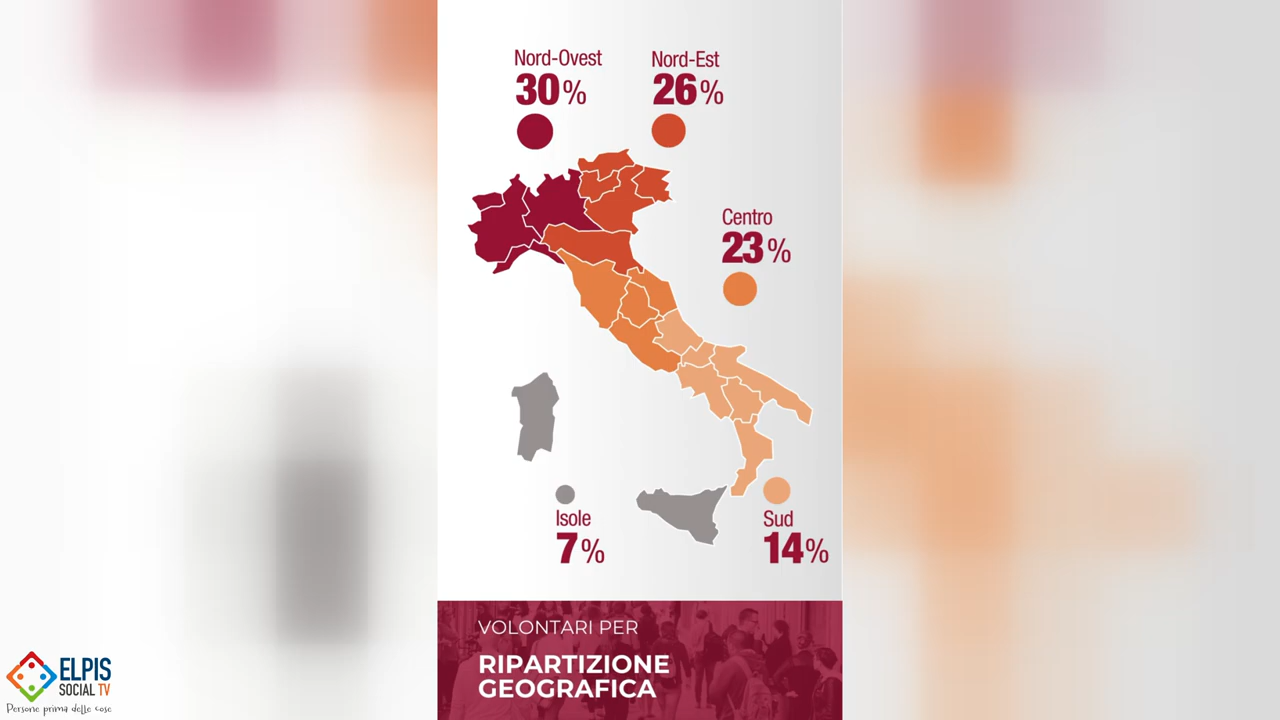 Nord-Ovest
30%
Nord-Est
26%
Centro
23%
Isole
7%
Sud
14%
VOLONTARI PER
RIPARTIZIONE
GEOGRAFICA
ELPIS
SOCIAL TV
Persone prima delle cose